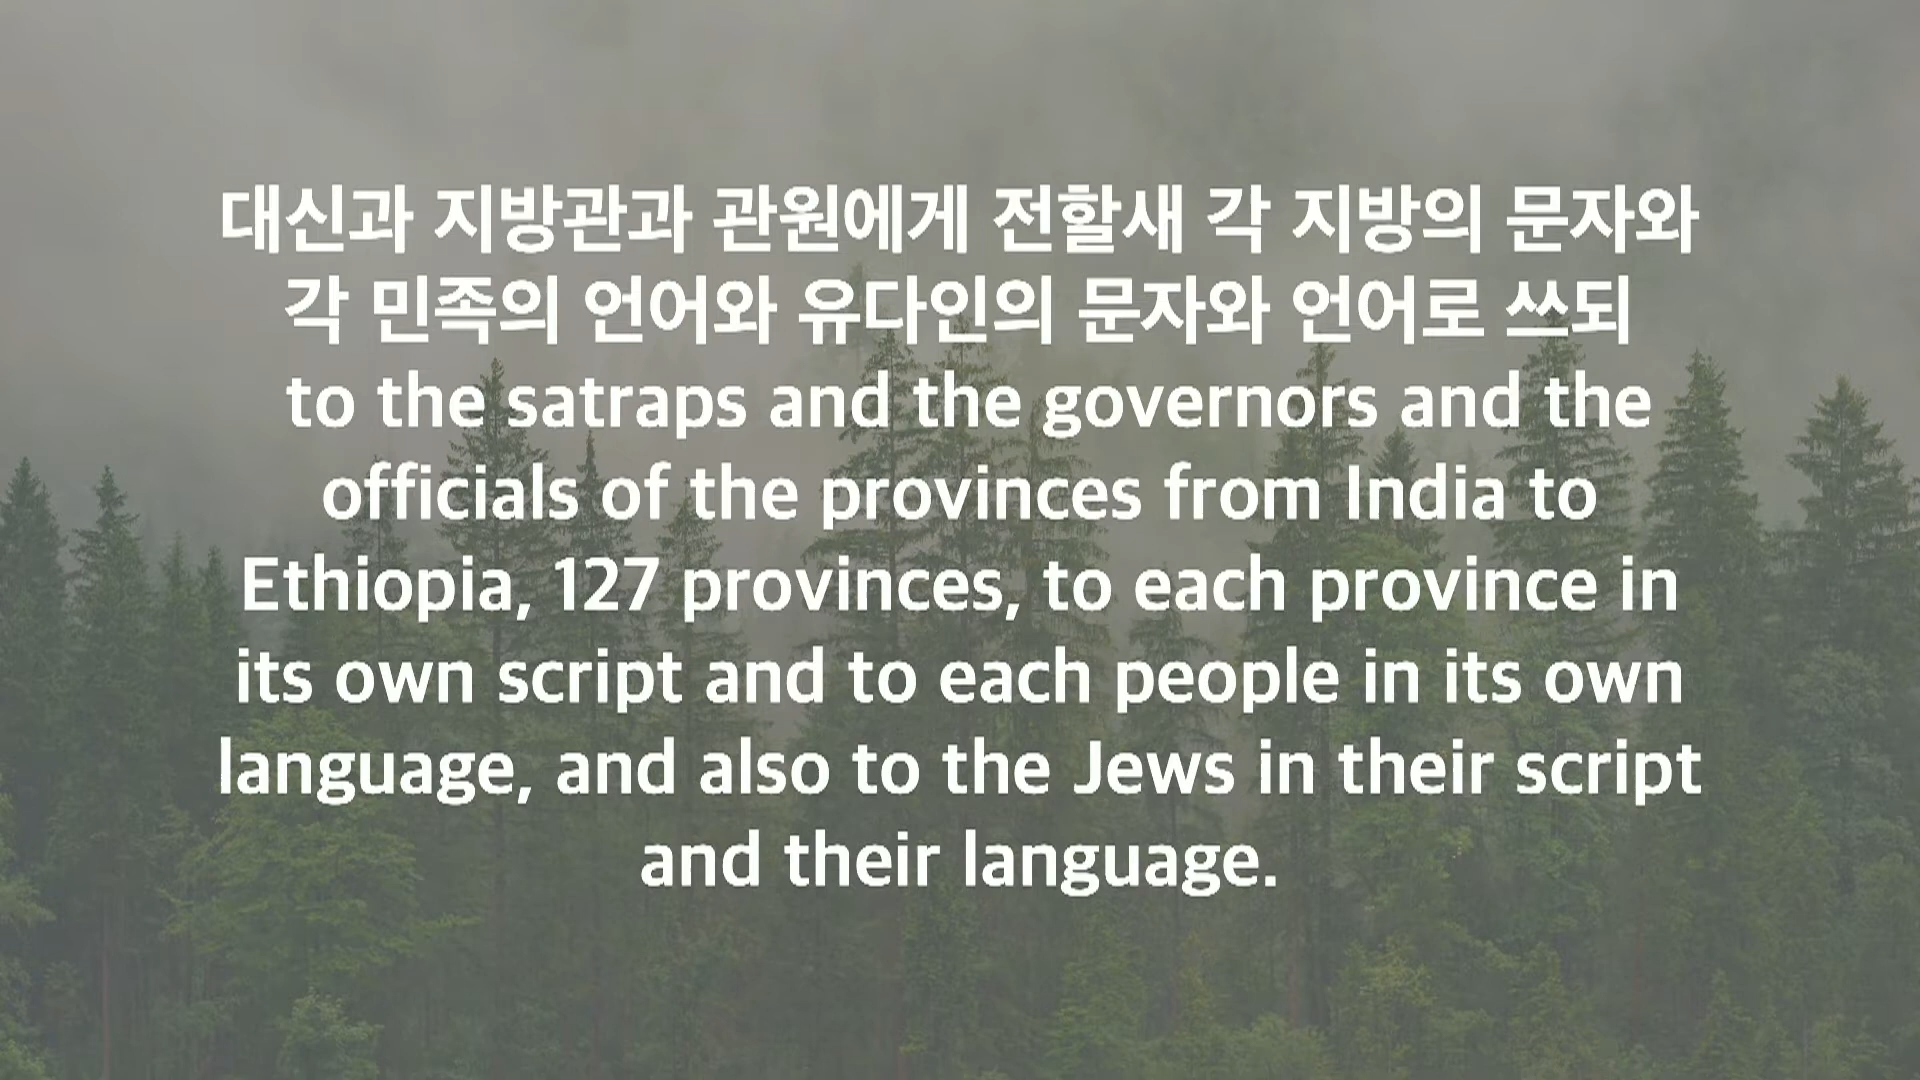 대신과 지방관과 관원에게 전할새 각 지방의 문자와
각 민족의 언어와 유다인의 문자와 언어로 쓰되
to the satraps and the governors and the
officials of the provinces from India to
Ethiopia, 127 provinces, to each province in
its own script and to each people in its own
language, and also to the Jews in their script
and their language.